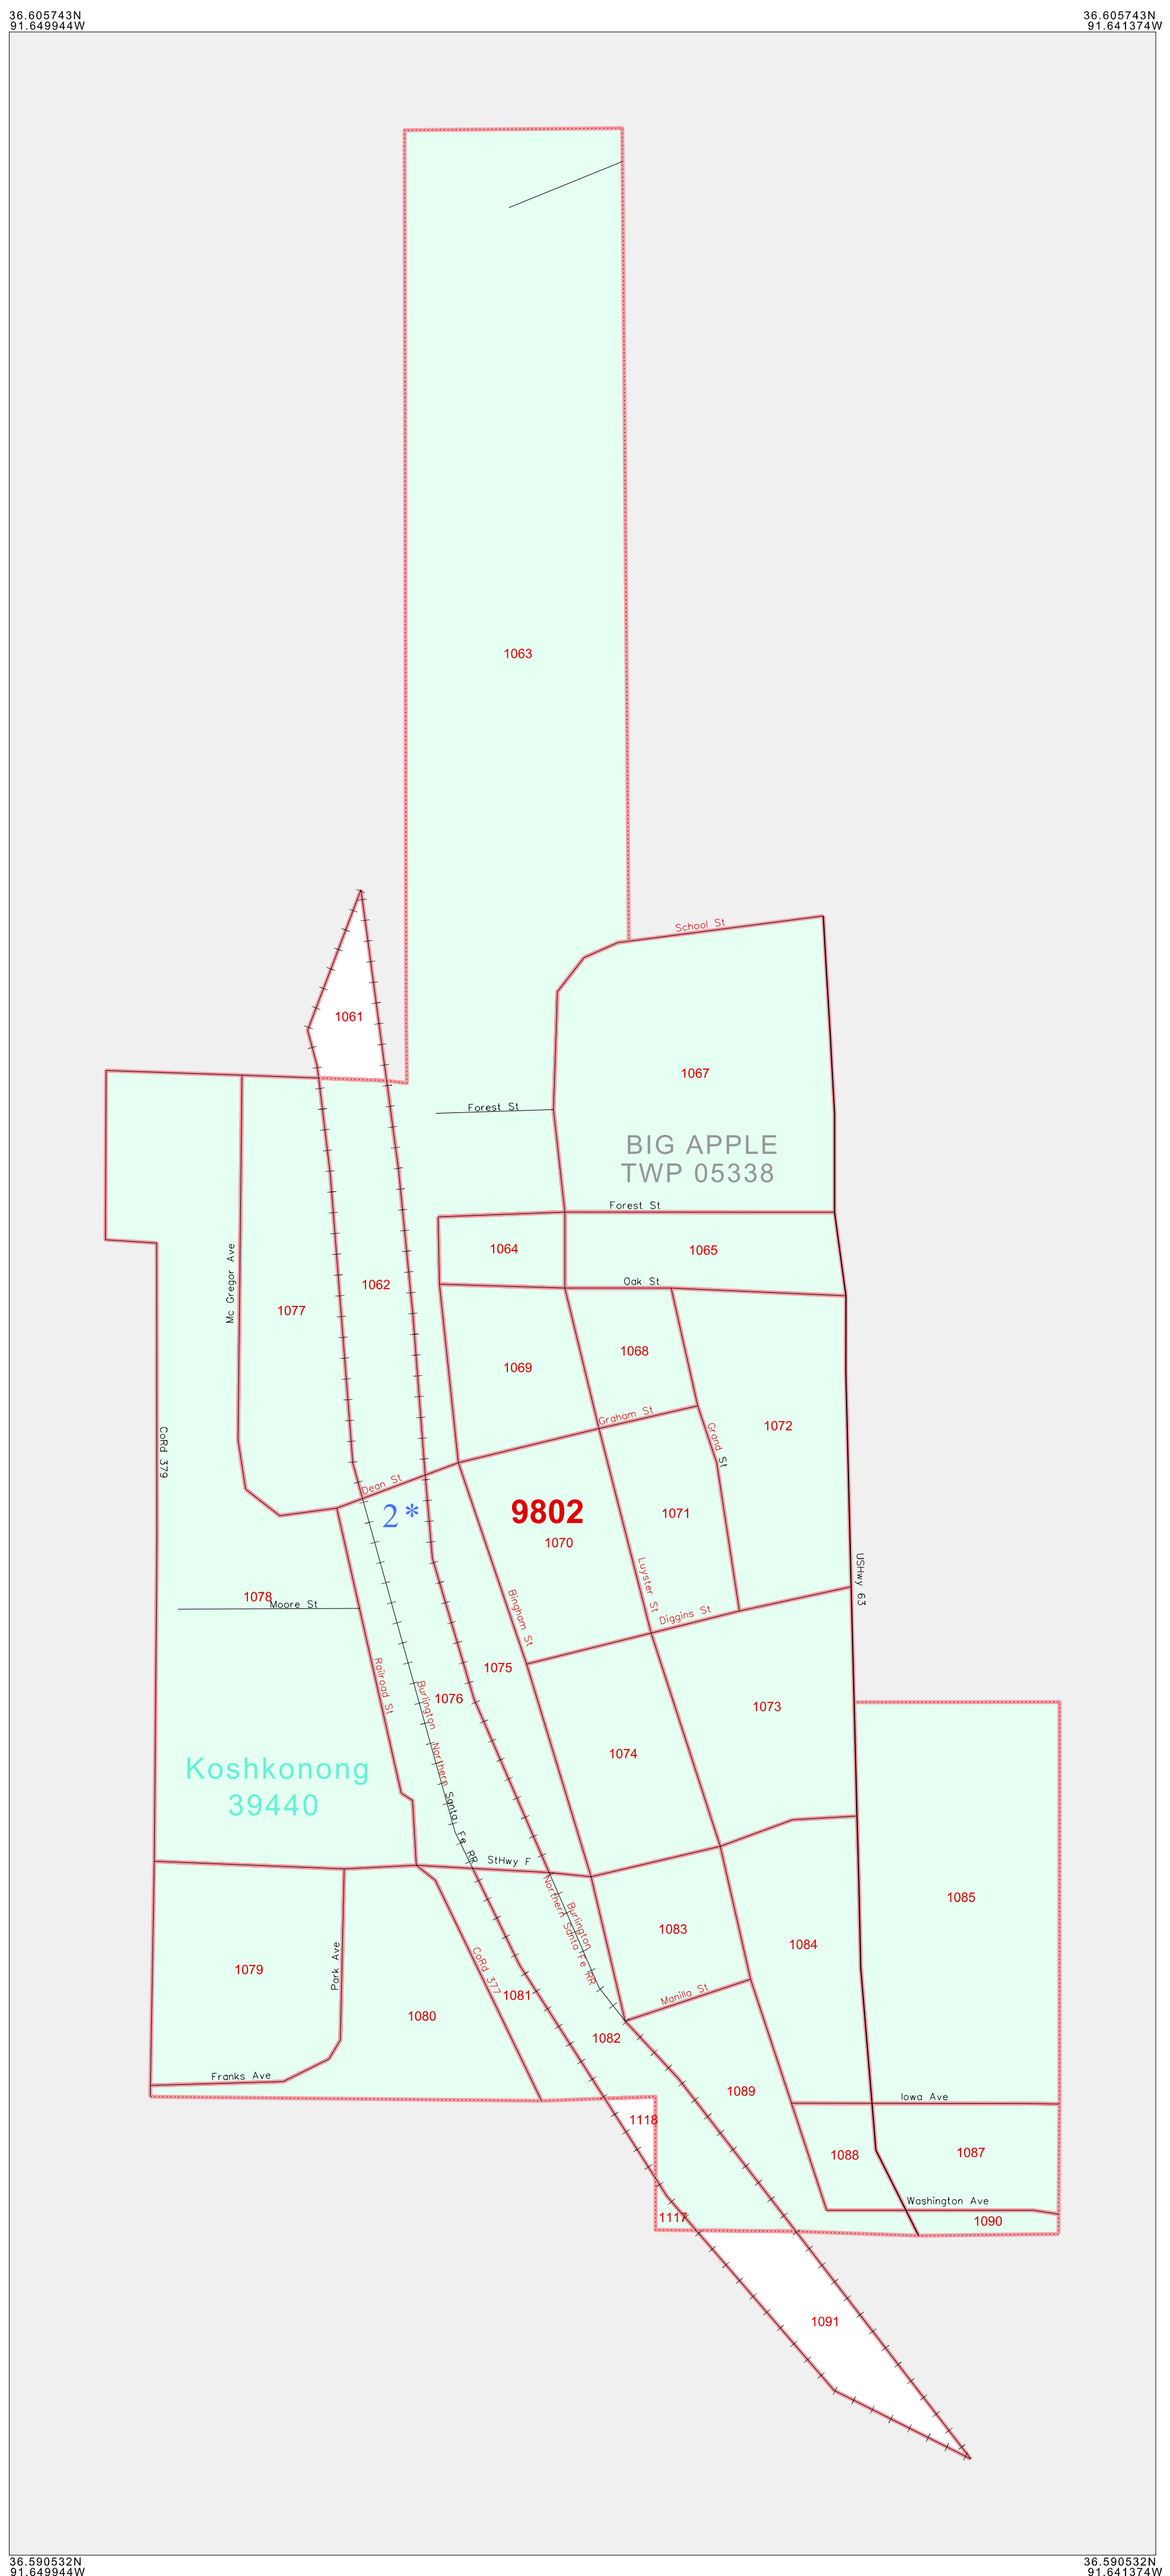 36.605743N
91.649944W
36.605743N
91.641374W
1063
School St
1061
1067
Forest St
BIG APPLE
TWP 05338
Forest St
1064
1065
Mc Gregor Ave
1062
Oak St
1077
1068
1069
Graham St
1072
Grand St
CoRd 379
Dean St
2*
9802
1071
1070
USHwy 63
Luyster St
1078
Moore St
Bingham St
Diggins St
1075
Railroad St
1076
Burlington Northern Santa Fe RR
1073
1074
Koshkonong
39440
StHwy F
1085
Burlington
Northern Santa Fe RR
1083
1084
Park Ave
1079
CoRd 377
1081
Manilla St
1080
1082
Franks Ave
1089
Iowa Ave
1118
1088
1087
Washington Ave
1117
1090
1091
36.590532N
91.649944W
36.590532N
91.641374W